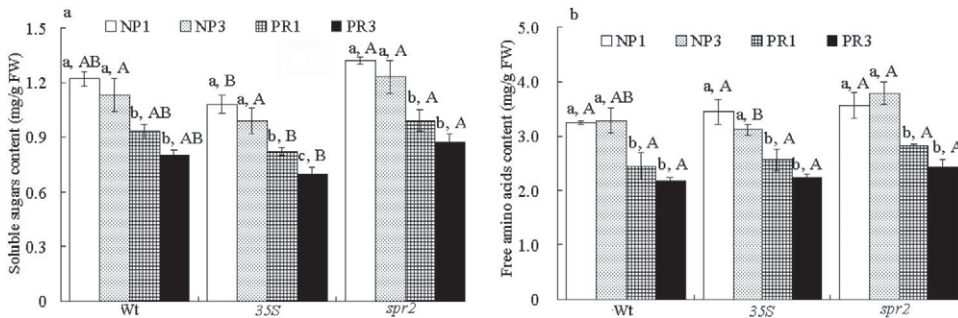 a
NP1 NP3 PR1 PR3
Soluble sugars content (mg/g FW)
1.5
1.2
0.9
0.6
0.3
0
a, AB
a, A
b, AB
b, AB
a, B
a, A
b, B
c, B
a, A
a, A
b, A
b, A
Wt 35S spr2
b
NP1 NP3 PR1 PR3
Free amino acids content (mg/g FW)
5.0
4.0
3.0
2.0
1.0
0.0
a, A
a, AB
b, A
b, A
a, A
a, B
b, A
b, A
a, A
a, A
b, A
b, A
Wt 35S spr2